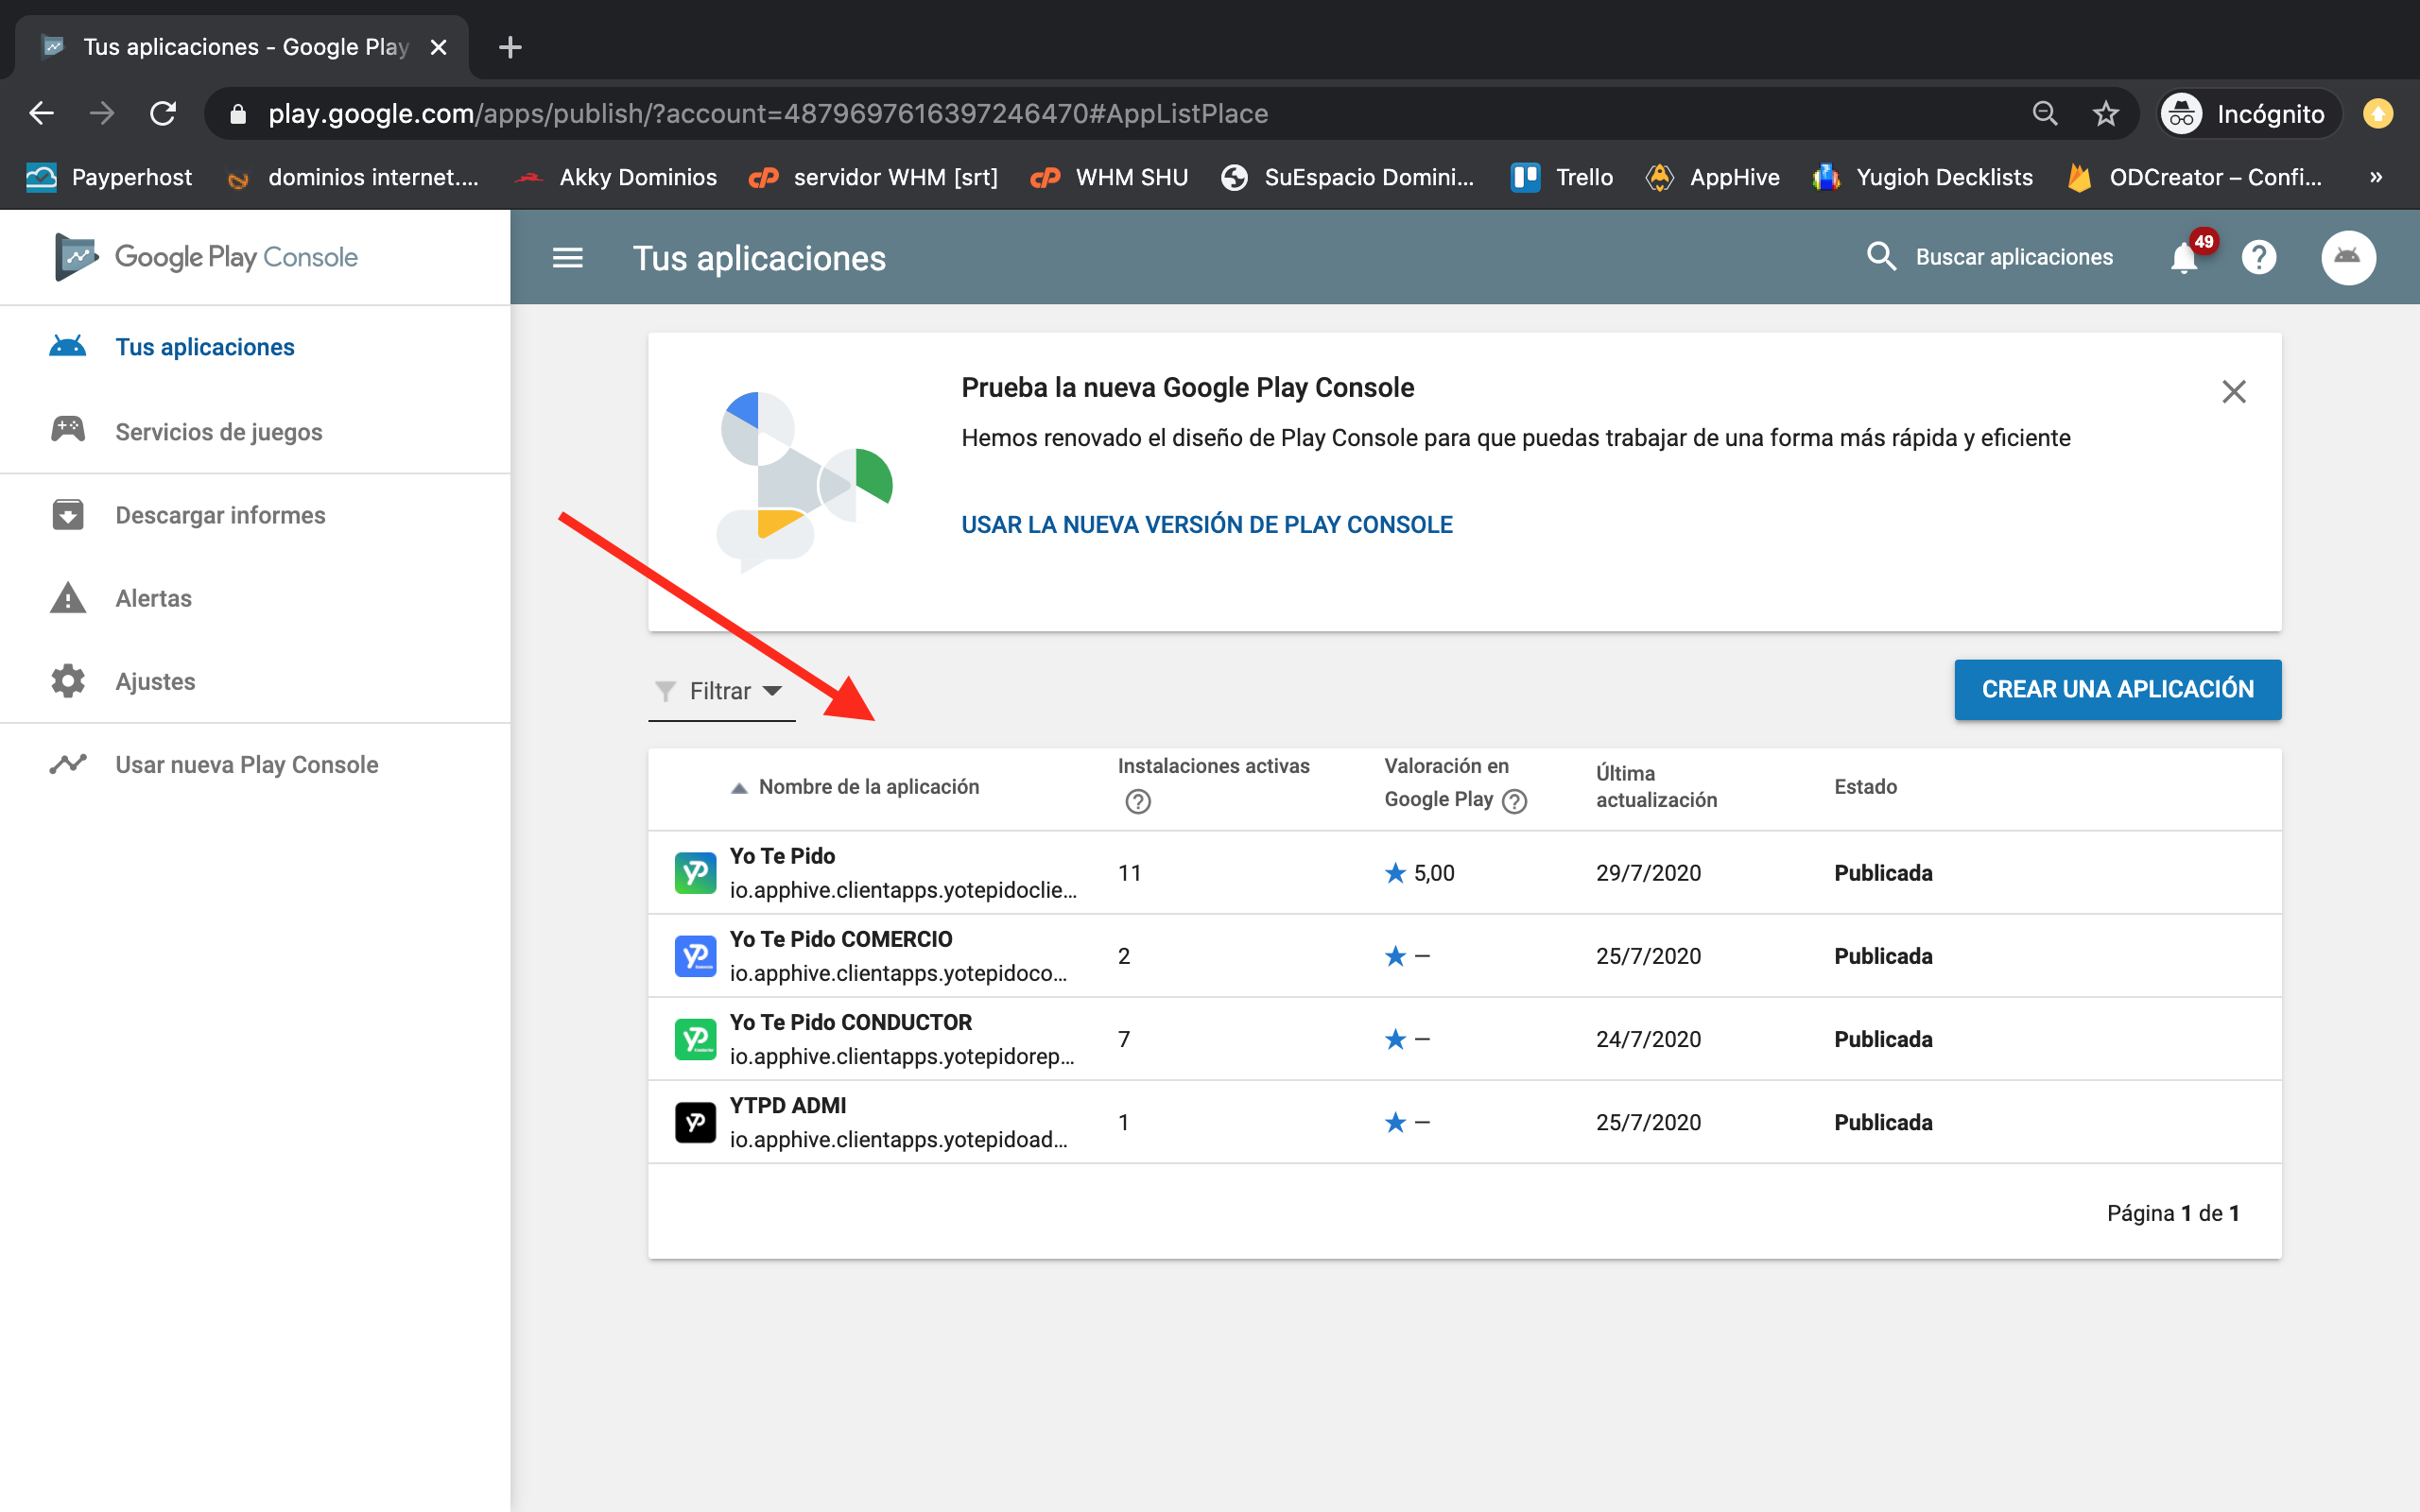 Tus aplicaciones - Google Play
play.google.com/apps/publish/?account=4879697616397246470#AppListPlace
Incógnito
Payperhost
dominios internet....
Akky Dominios
servidor WHM [srt]
WHM SHU
SuEspacio Domini...
Trello
AppHive
Yugioh Decklists
ODCreator – Confi...
»
Google Play Console
Tus aplicaciones
Buscar aplicaciones
49
Tus aplicaciones
Servicios de juegos
Descargar informes
Alertas
Ajustes
Usar nueva Play Console
Prueba la nueva Google Play Console
Hemos renovado el diseño de Play Console para que puedas trabajar de una forma más rápida y eficiente
USAR LA NUEVA VERSIÓN DE PLAY CONSOLE
Filtrar
CREAR UNA APLICACIÓN
Nombre de la aplicación
Instalaciones activas
Valoración en
Google Play
Última
actualización
Estado
Yo Te Pido
io.apphive.clientapps.yotepidoclie...
11
5,00
29/7/2020
Publicada
Yo Te Pido COMERCIO
io.apphive.clientapps.yotepidoco...
2
—
25/7/2020
Publicada
Yo Te Pido CONDUCTOR
io.apphive.clientapps.yotepidorep...
7
—
24/7/2020
Publicada
YTPD ADMI
io.apphive.clientapps.yotepidoad...
1
—
25/7/2020
Publicada
Página 1 de 1